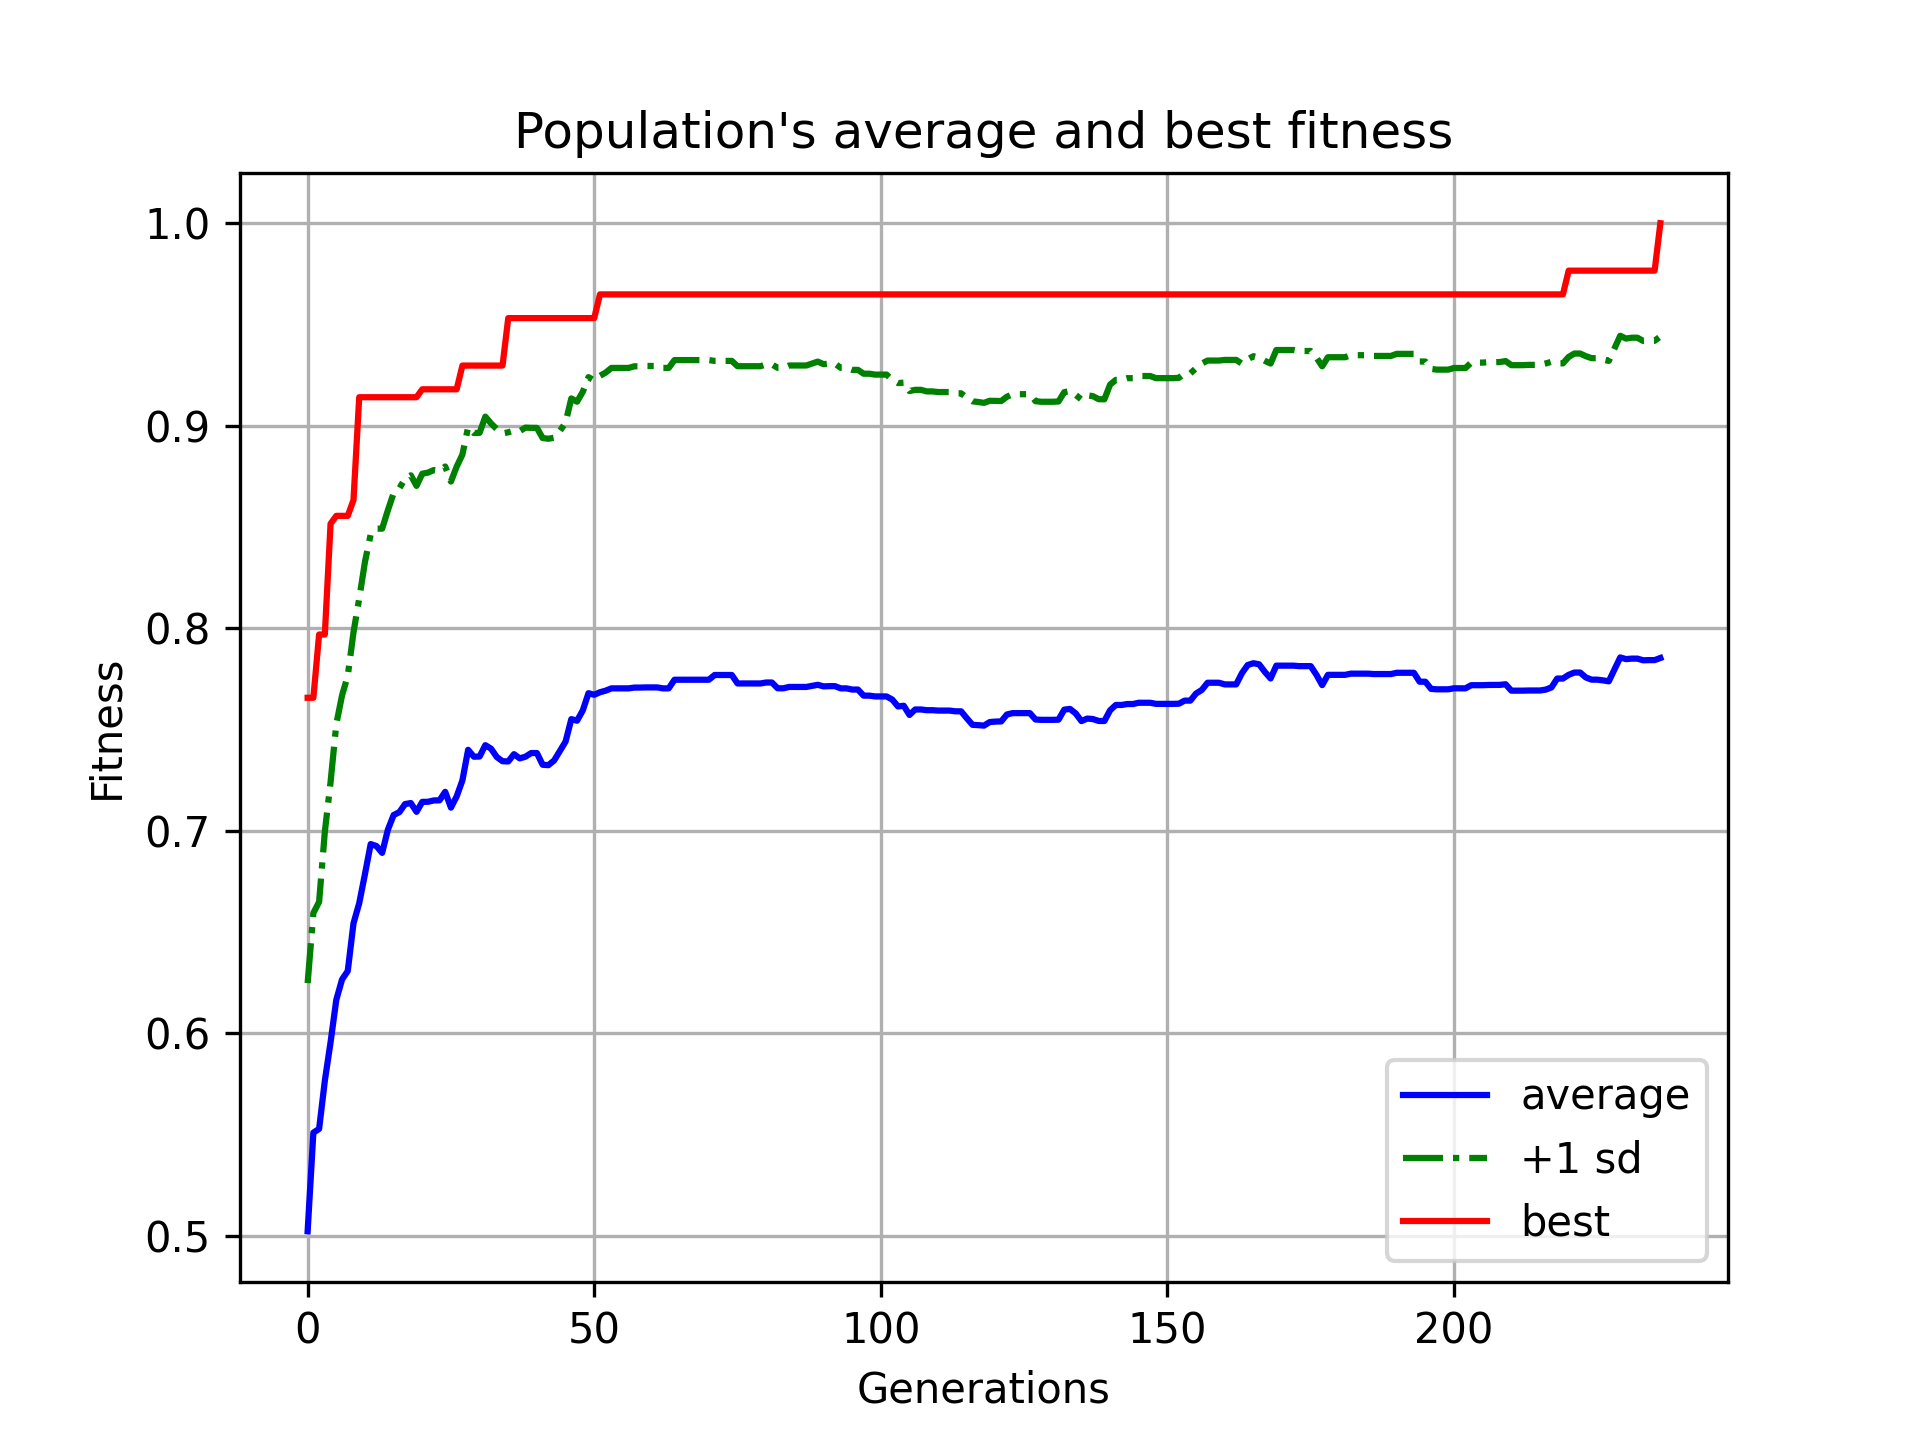 Population's average and best fitness
1.0
0.9
0.8
0.7
0.6
0.5
Fitness
0 50 100 150 200
Generations
average
+1 sd
best